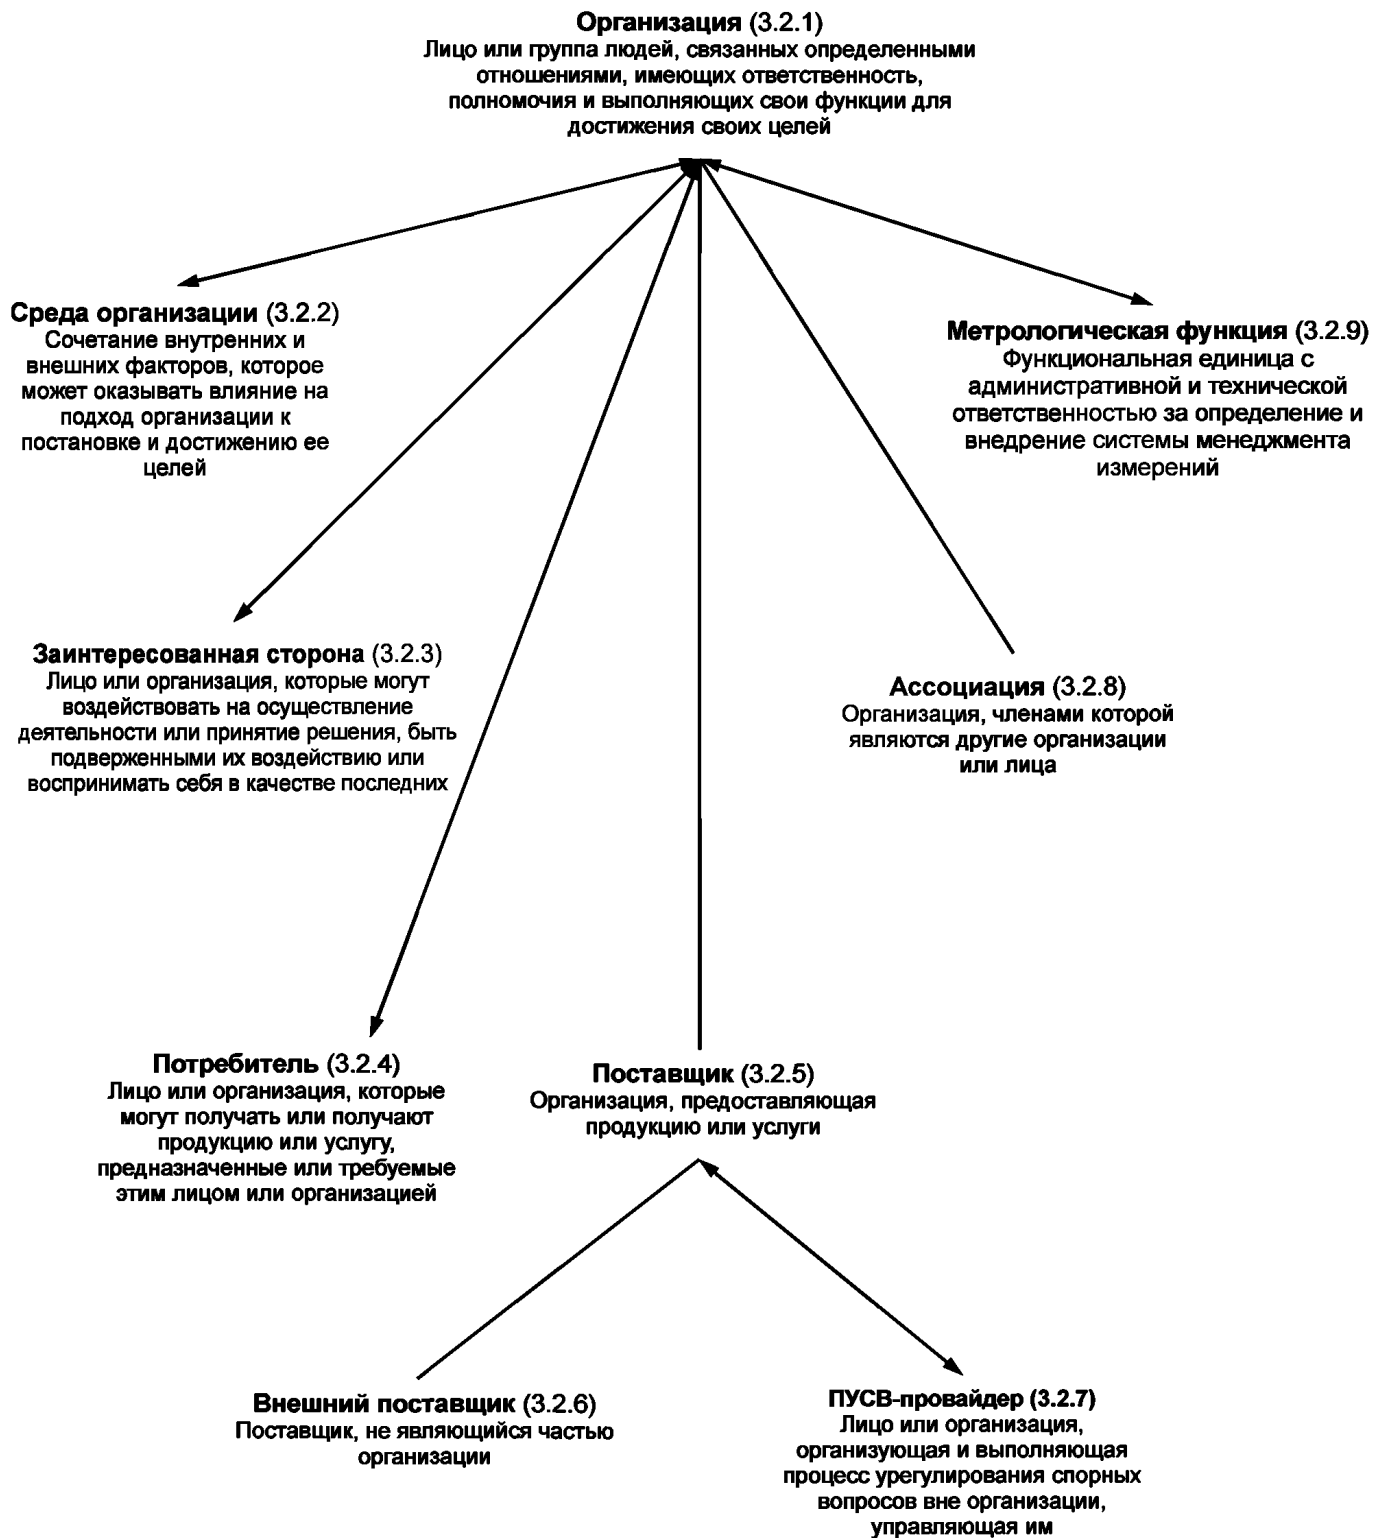 Организация (3.2.1)
Лицо или группа людей, связанных определенными
отношениями, имеющих ответственность,
полномочия и выполняющих свои функции для
достижения своих целей
Среда организации (3.2.2)
Сочетание внутренних и
внешних факторов, которое
может оказывать влияние на
подход организации к
постановке и достижению ее
целей
Метрологическая функция (3.2.9)
Функциональная единица с
административной и технической
ответственностью за определение и
внедрение системы менеджмента
измерений
Заинтересованная сторона (3.2.3)
Лицо или организация, которые могут
воздействовать на осуществление
деятельности или принятие решения, быть
подверженными их воздействию или
воспринимать себя в качестве последних
Ассоциация (3.2.8)
Организация, членами которой
являются другие организации
или лица
Потребитель (3.2.4)
Лицо или организация, которые
могут получать или получают
продукцию или услугу,
предназначенные или требуемые
этим лицом или организацией
Поставщик (3.2.5)
Организация, предоставляющая
продукцию или услуги
Внешний поставщик (3.2.6)
Поставщик, не являющийся частью
организации
ПУСВ-провайдер (3.2.7)
Лицо или организация,
организующая и выполняющая
процесс урегулирования спорных
вопросов вне организации,
управляющая им